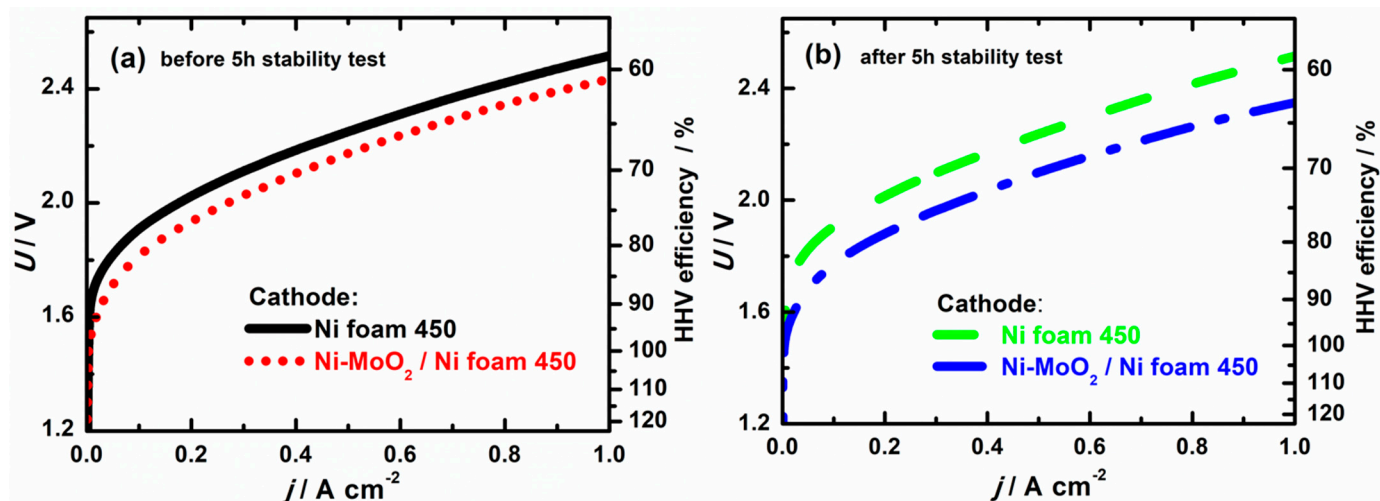 (a) before 5h stability test
U / V
2.4
2.0
1.6
1.2
0.0 0.2 0.4 0.6 0.8 1.0
j / A cm⁻²
60
70
80
90
100
110
120
HHV efficiency / %
Cathode:
Ni foam 450
Ni-MoO₂ / Ni foam 450
(b) after 5h stability test
U / V
2.4
2.0
1.6
1.2
0.0 0.2 0.4 0.6 0.8 1.0
j / A cm⁻²
60
70
80
90
100
110
120
HHV efficiency / %
Cathode:
Ni foam 450
Ni-MoO₂ / Ni foam 450